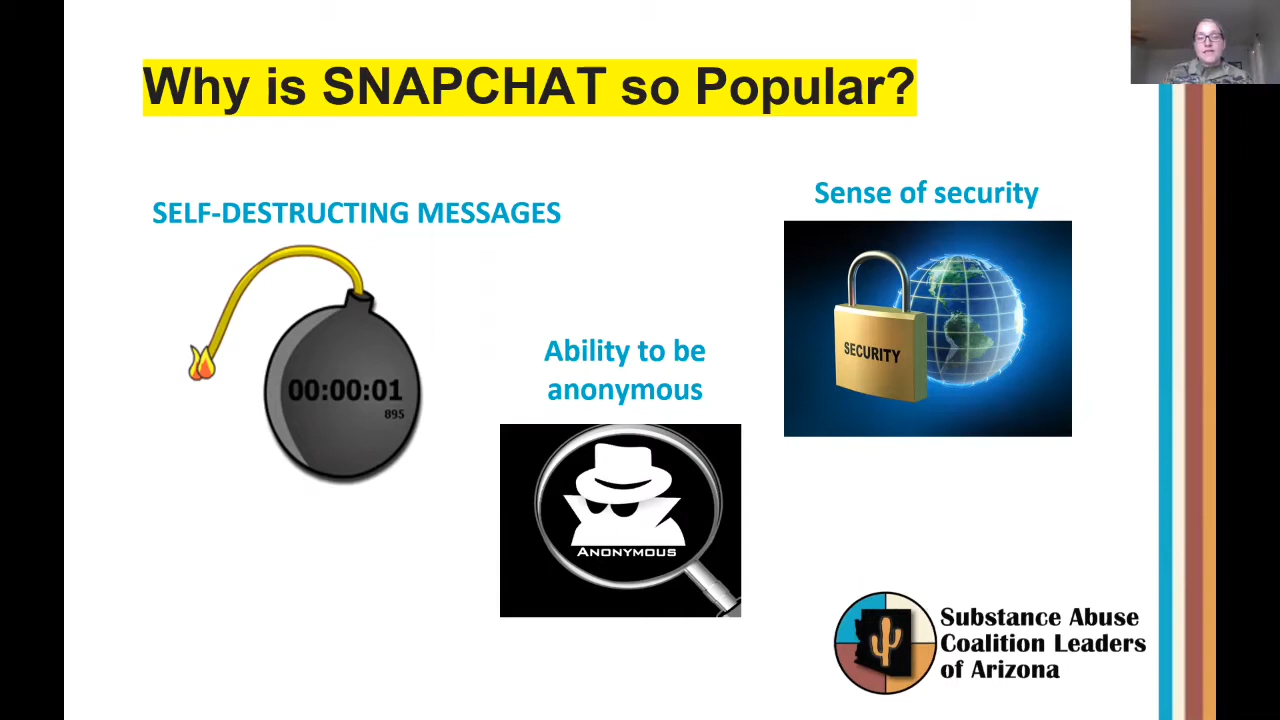 Why is SNAPCHAT so Popular?
SELF-DESTRUCTING MESSAGES
00:00:01
895
Ability to be
anonymous
ANONYMOUS
Sense of security
SECURITY
Substance Abuse
Coalition Leaders
of Arizona